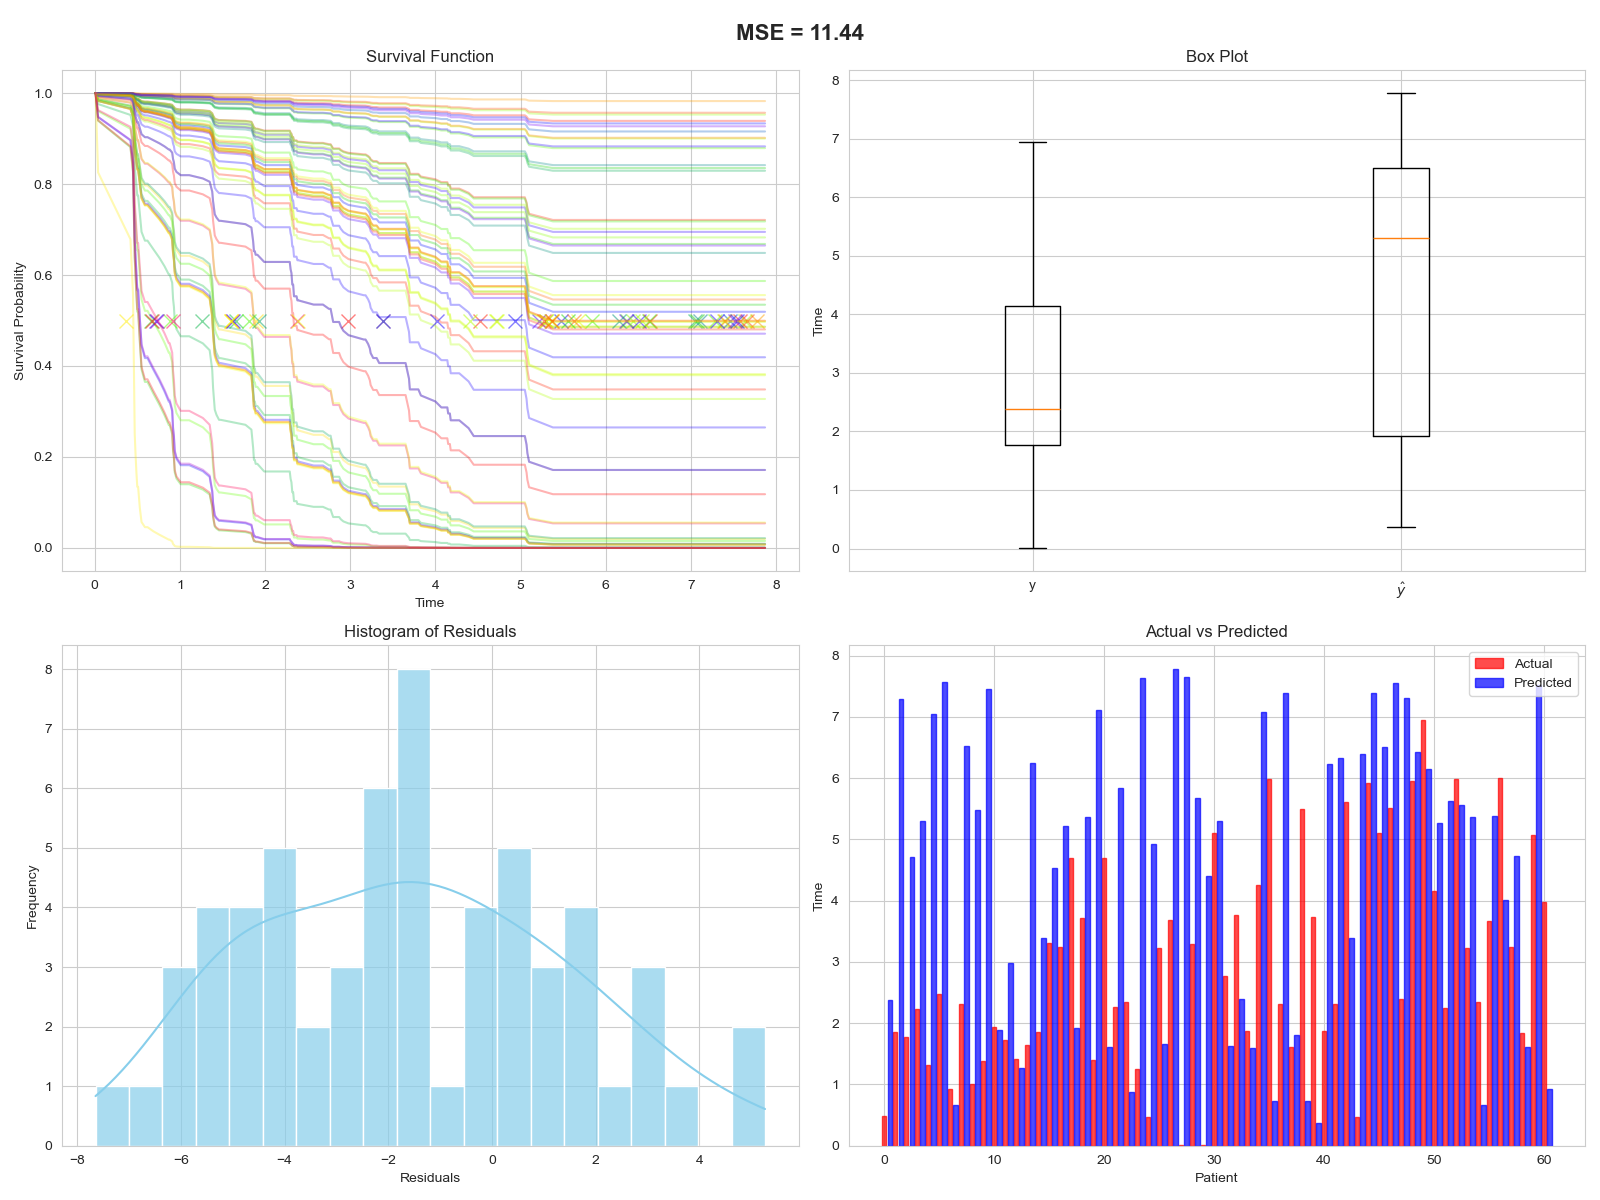 MSE = 11.44
Survival Function
Survival Probability
1.0
0.8
0.6
0.4
0.2
0.0
0 1 2 3 4 5 6 7 8
Time
Box Plot
Time
8
7
6
5
4
3
2
1
0
y ŷ
Histogram of Residuals
Frequency
8
7
6
5
4
3
2
1
0
−8 −6 −4 −2 0 2 4
Residuals
Actual vs Predicted
Actual
Predicted
Time
8
7
6
5
4
3
2
1
0
0 10 20 30 40 50 60
Patient